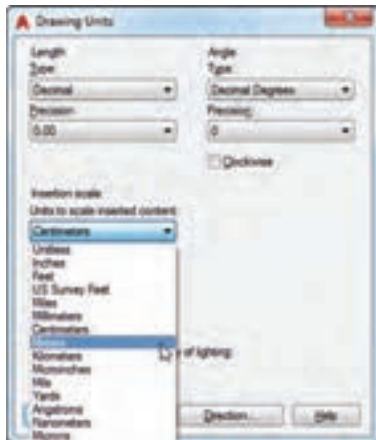 Drawing Units
Length
Type:
Decimal
Precision:
0.00
Angle
Type:
Decimal Degrees
Precision:
0
Clockwise
Insertion scale
Units to scale inserted content:
Centimeters
Unitless
Inches
Feet
US Survey Feet
Miles
Millimeters
Centimeters
Meters
Kilometers
Microinches
Mils
Yards
Angstroms
Nanometers
Microns
of lighting:
Direction...
Help